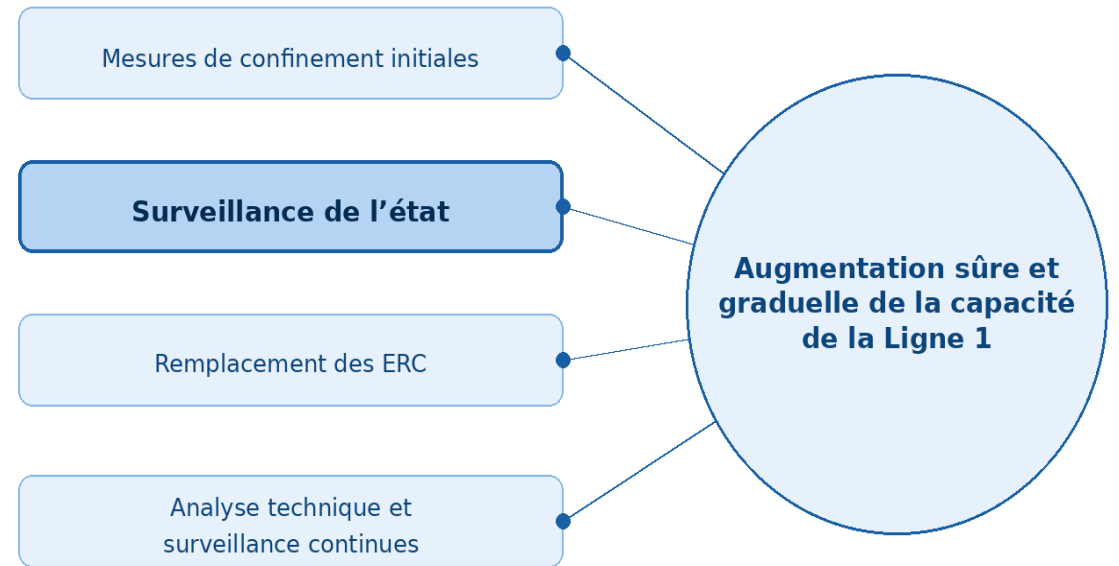 Mesures de confinement initiales
Surveillance de l’état
Remplacement des ERC
Analyse technique et
surveillance continues
Augmentation sûre et
graduelle de la capacité
de la Ligne 1